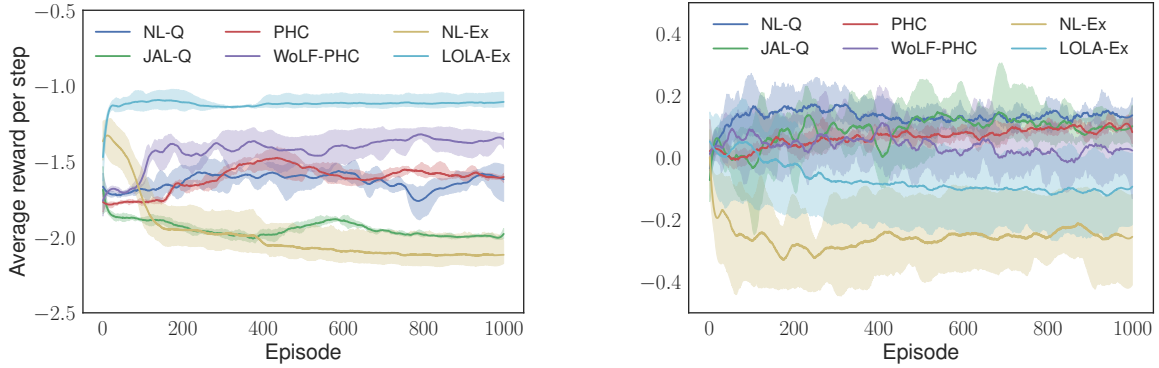 −0.5
NL-Q PHC NL-Ex
JAL-Q WoLF-PHC LOLA-Ex
−1.0
−1.5
−2.0
−2.5
0 200 400 600 800 1000
Episode
Average reward per step
NL-Q PHC NL-Ex
JAL-Q WoLF-PHC LOLA-Ex
0.4
0.2
0.0
−0.2
−0.4
0 200 400 600 800 1000
Episode